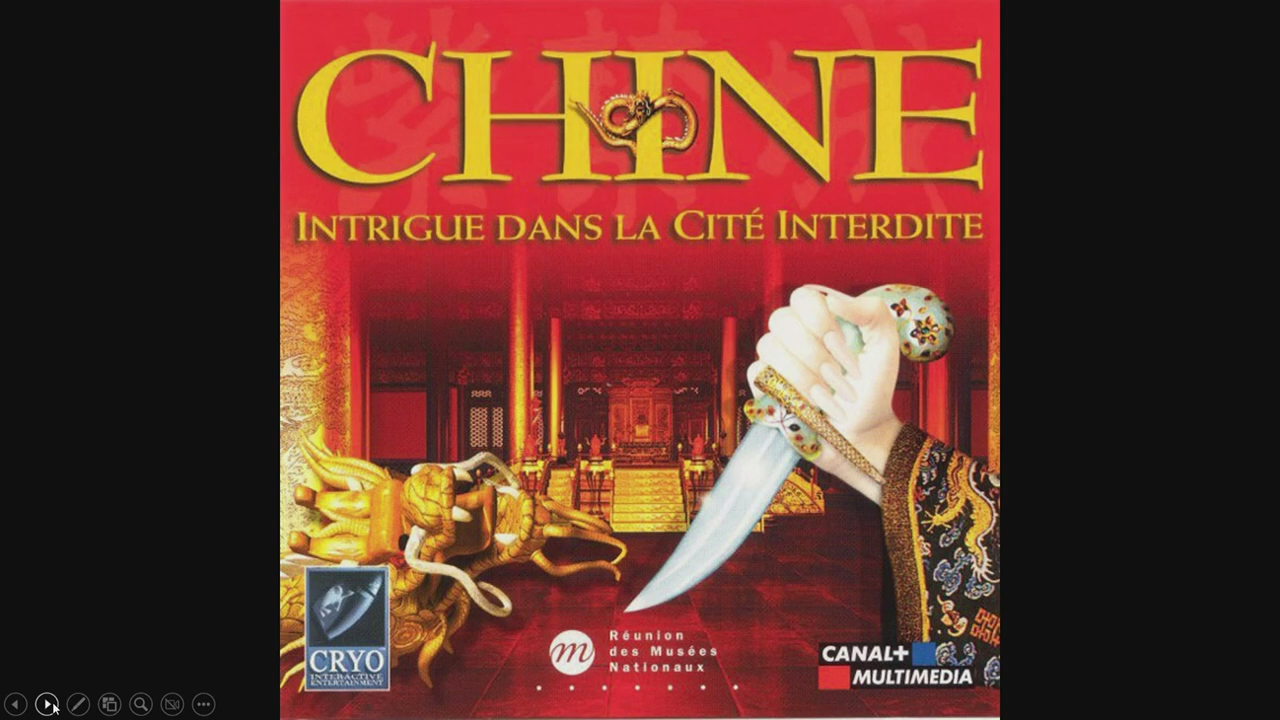 CHINE
INTRIGUE DANS LA CITÉ INTERDITE
Réunion
des Musées
Nationaux
CRYO
INTERACTIVE
ENTERTAINMENT
CANAL+
MULTIMEDIA